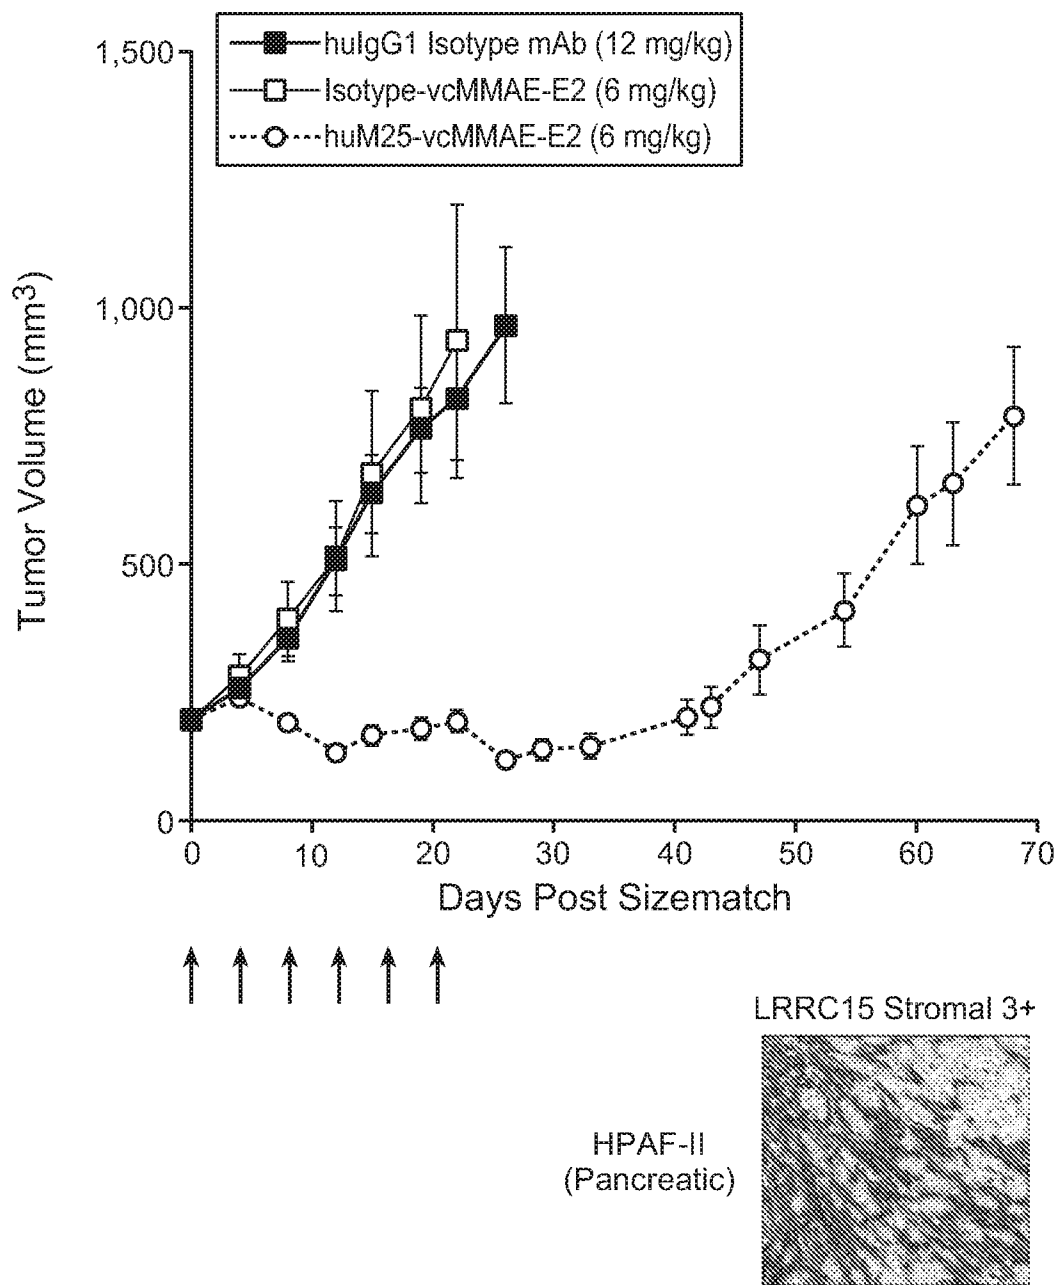 huIgG1 Isotype mAb (12 mg/kg)
Isotype-vcMMAE-E2 (6 mg/kg)
huM25-vcMMAE-E2 (6 mg/kg)
1,500
1,000
500
0
Tumor Volume (mm³)
0 10 20 30 40 50 60 70
Days Post Sizematch
LRRC15 Stromal 3+
HPAF-II
(Pancreatic)